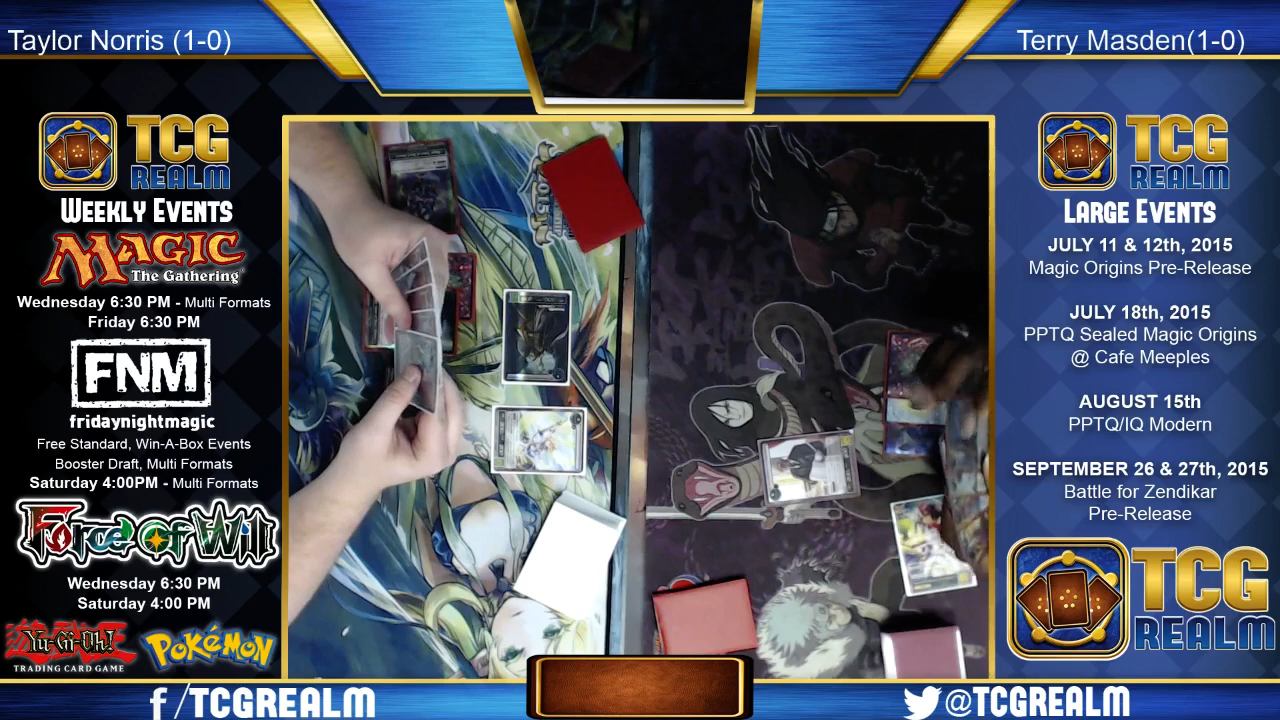 Taylor Norris (1-0)
Terry Masden(1-0)
TCG
REALM
WEEKLY EVENTS
MAGIC
The Gathering
Wednesday 6:30 PM - Multi Formats
Friday 6:30 PM
FNM
fridaynightmagic
Free Standard, Win-A-Box Events
Booster Draft, Multi Formats
Saturday 4:00PM - Multi Formats
Force of Will
Wednesday 6:30 PM
Saturday 4:00 PM
Yu-Gi-Oh!
TRADING CARD GAME
POKéMON
2015
TCG
REALM
LARGE EVENTS
JULY 11 & 12th, 2015
Magic Origins Pre-Release
JULY 18th, 2015
PPTQ Sealed Magic Origins
@ Cafe Meeples
AUGUST 15th
PPTQ/IQ Modern
SEPTEMBER 26 & 27th, 2015
Battle for Zendikar
Pre-Release
TCG
REALM
f/TCGREALM
@TCGREALM